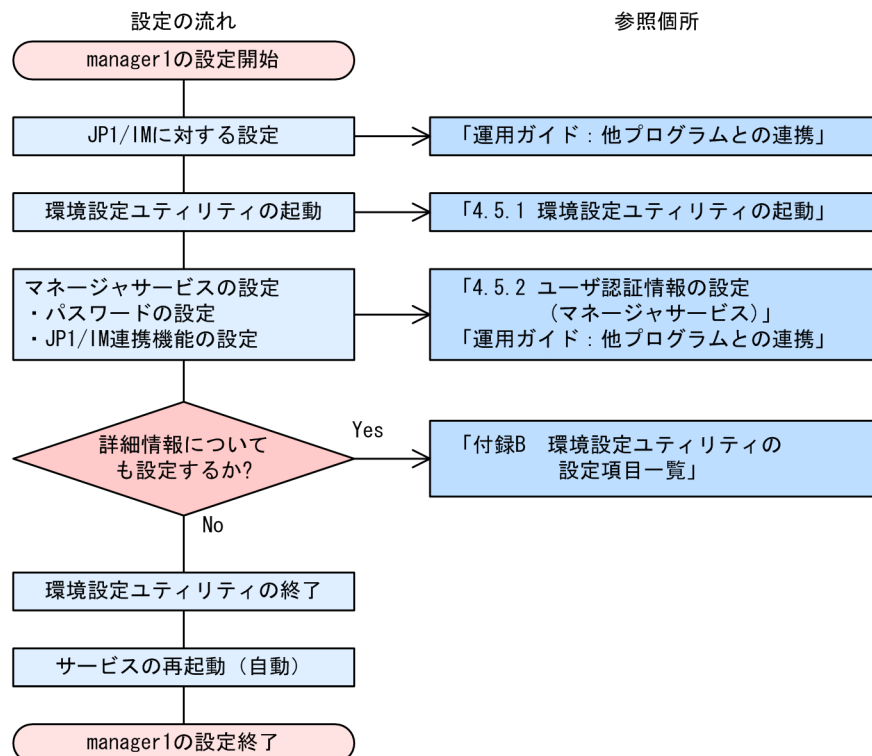 設定の流れ
参照個所
manager1の設定開始
JP1/IMに対する設定
「運用ガイド：他プログラムとの連携」
環境設定ユティリティの起動
「4.5.1 環境設定ユティリティの起動」
マネージャサービスの設定
・パスワードの設定
・JP1/IM連携機能の設定
「4.5.2 ユーザ認証情報の設定
（マネージャサービス）」
「運用ガイド：他プログラムとの連携」
詳細情報について
も設定するか?
Yes
「付録B　環境設定ユティリティの
設定項目一覧」
No
環境設定ユティリティの終了
サービスの再起動（自動）
manager1の設定終了